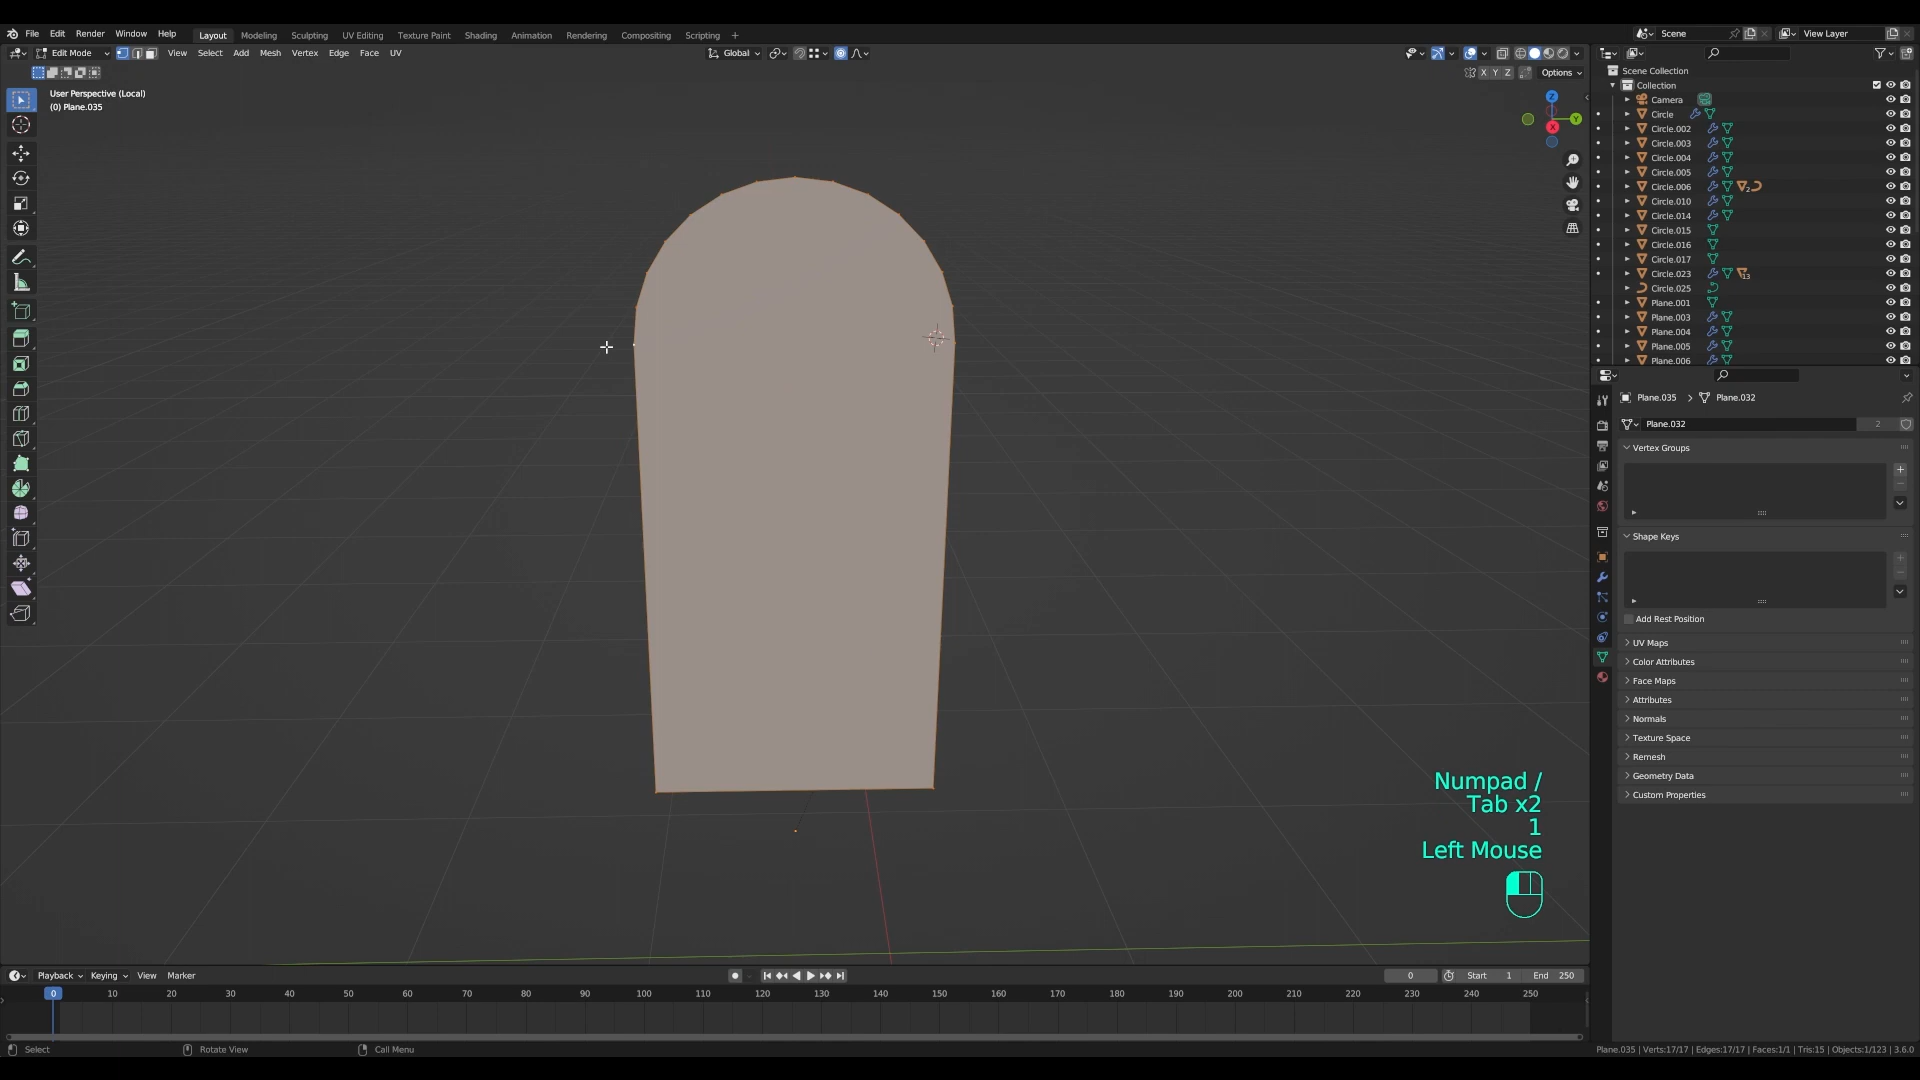 File Edit Render Window Help Layout Modeling Sculpting UV Editing Texture Paint Shading Animation Rendering Compositing Scripting + Scene View Layer
Edit Mode View Select Add Mesh Vertex Edge Face UV Global
X Y Z Options
User Perspective (Local)
(0) Plane.035
Z
Y
X
Scene Collection
Collection
Camera
Circle
Circle.002
Circle.003
Circle.004
Circle.005
Circle.006 2
Circle.010
Circle.014
Circle.015
Circle.016
Circle.017
Circle.023 13
Circle.025
Plane.001
Plane.003
Plane.004
Plane.005
Plane.006
Plane.035 > Plane.032
Plane.032 2
Vertex Groups
Shape Keys
Add Rest Position
UV Maps
Color Attributes
Face Maps
Attributes
Normals
Texture Space
Remesh
Geometry Data
Custom Properties
Numpad /
Tab x2
1
Left Mouse
Playback Keying View Marker 0 Start 1 End 250
0 10 20 30 40 50 60 70 80 90 100 110 120 130 140 150 160 170 180 190 200 210 220 230 240 250
Select Rotate View Call Menu Plane.035 | Verts:17/17 | Edges:17/17 | Faces:1/1 | Tris:15 | Objects:1/123 | 3.6.0